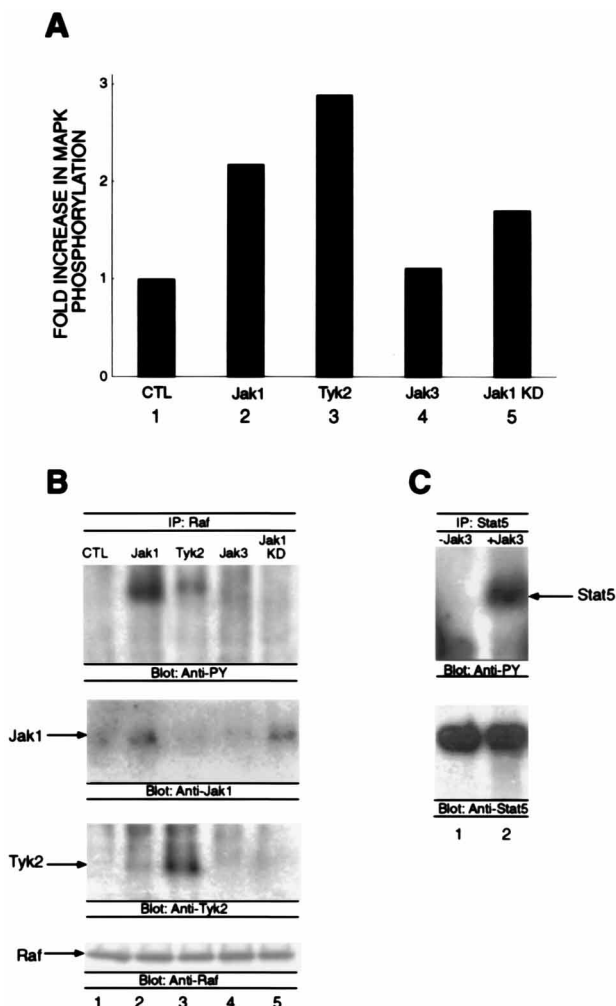 A
FOLD INCREASE IN MAPK
PHOSPHORYLATION
3
2
1
0
CTL Jak1 Tyk2 Jak3 Jak1 KD
1 2 3 4 5
B
IP: Raf
CTL Jak1 Tyk2 Jak3 Jak1 KD
Blot: Anti-PY
Jak1
Blot: Anti-Jak1
Tyk2
Blot: Anti-Tyk2
Raf
Blot: Anti-Raf
1 2 3 4 5
C
IP: Stat5
-Jak3 +Jak3
Stat5
Blot: Anti-PY
Blot: Anti-Stat5
1 2